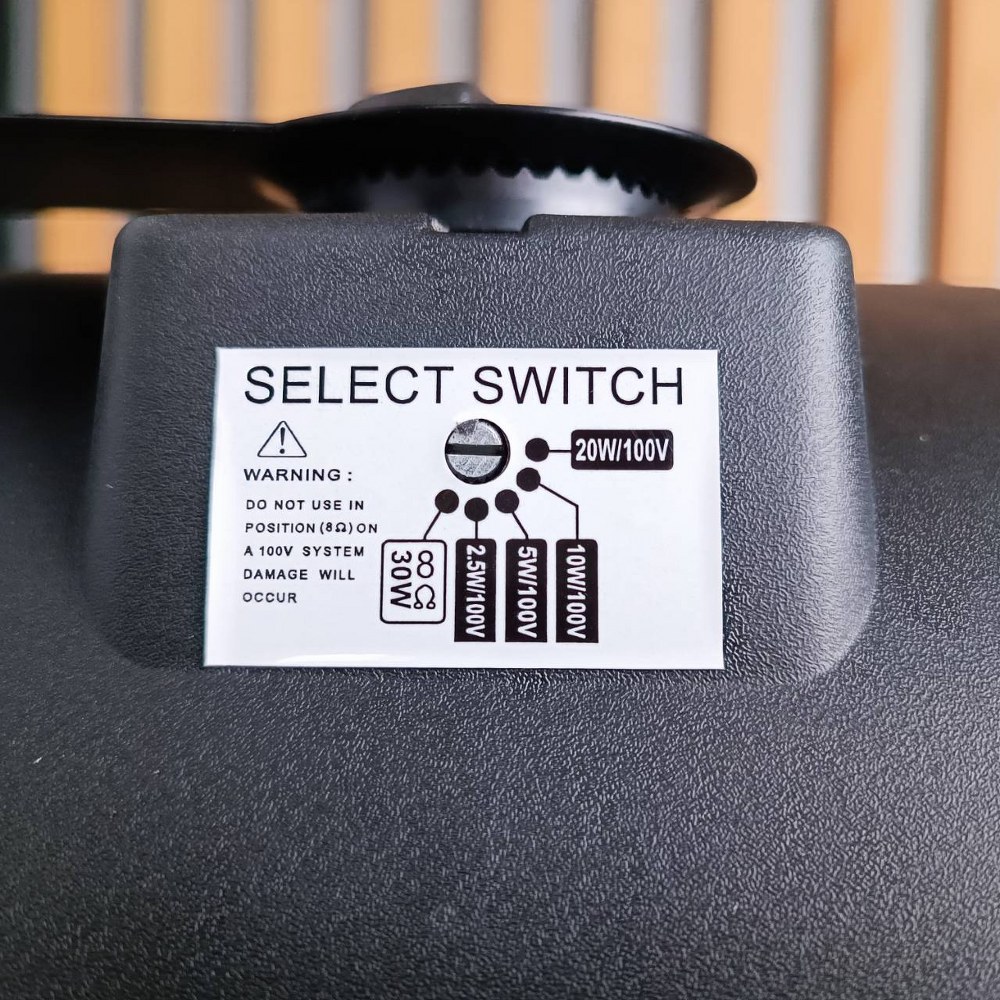 SELECT SWITCH
20W/100V
WARNING :
DO NOT USE IN
POSITION (8Ω) ON
A 100V SYSTEM
DAMAGE WILL
OCCUR
8Ω
30W
2.5W/100V
5W/100V
10W/100V